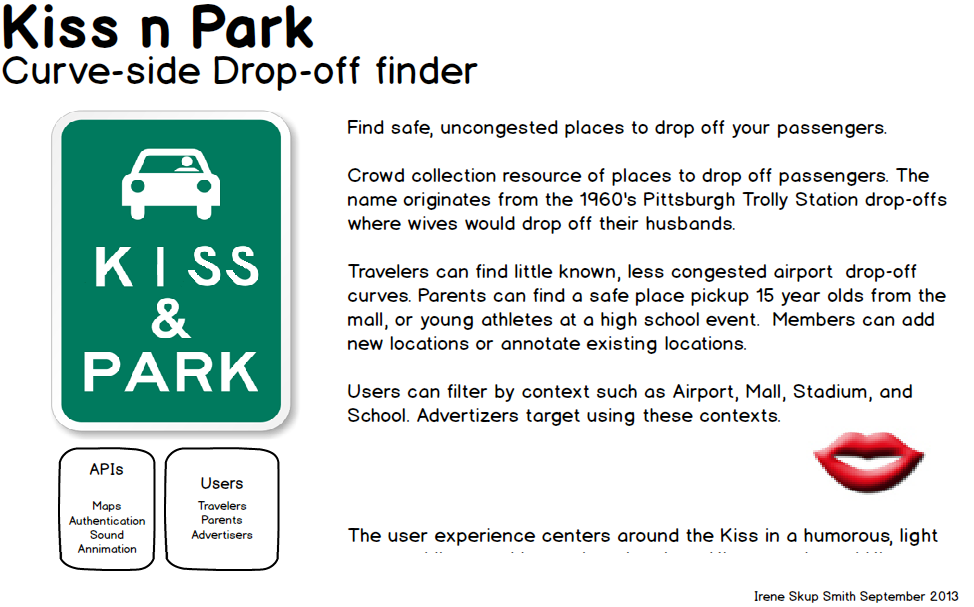 Kiss n Park
Curve-side Drop-off finder
KISS
&
PARK
Find safe, uncongested places to drop off your passengers.
Crowd collection resource of places to drop off passengers. The
name originates from the 1960's Pittsburgh Trolly Station drop-offs
where wives would drop off their husbands.
Travelers can find little known, less congested airport drop-off
curves. Parents can find a safe place pickup 15 year olds from the
mall, or young athletes at a high school event. Members can add
new locations or annotate existing locations.
Users can filter by context such as Airport, Mall, Stadium, and
School. Advertizers target using these contexts.
APIs
Maps
Authentication
Sound
Annimation
Users
Travelers
Parents
Advertisers
The user experience centers around the Kiss in a humorous, light
Irene Skup Smith September 2013